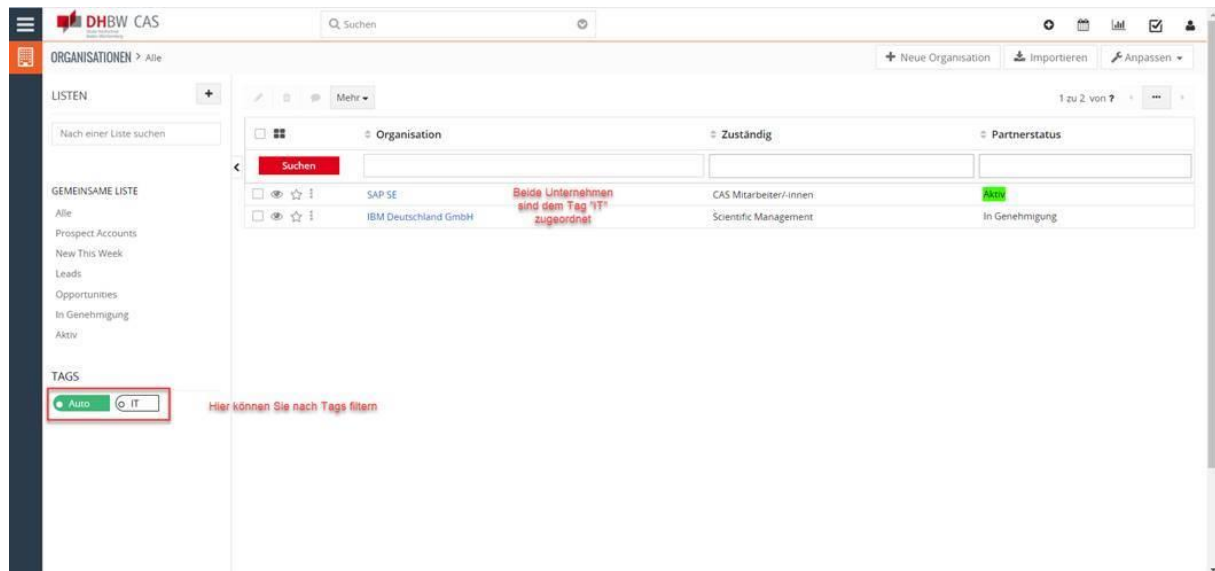 DHBW CAS
Suchen
ORGANISATIONEN > Alle
Neue Organisation
Importieren
Anpassen
LISTEN
+
Mehr
1 zu 2 von ?
Nach einer Liste suchen
Organisation
Zuständig
Partnerstatus
Suchen
GEMEINSAME LISTE
SAP SE
Beide Unternehmen
sind dem Tag "IT"
zugeordnet
CAS Mitarbeiter/-innen
Aktiv
IBM Deutschland GmbH
Scientific Management
In Genehmigung
Alle
Prospect Accounts
New This Week
Leads
Opportunities
In Genehmigung
Aktiv
TAGS
Auto
IT
Hier können Sie nach Tags filtern